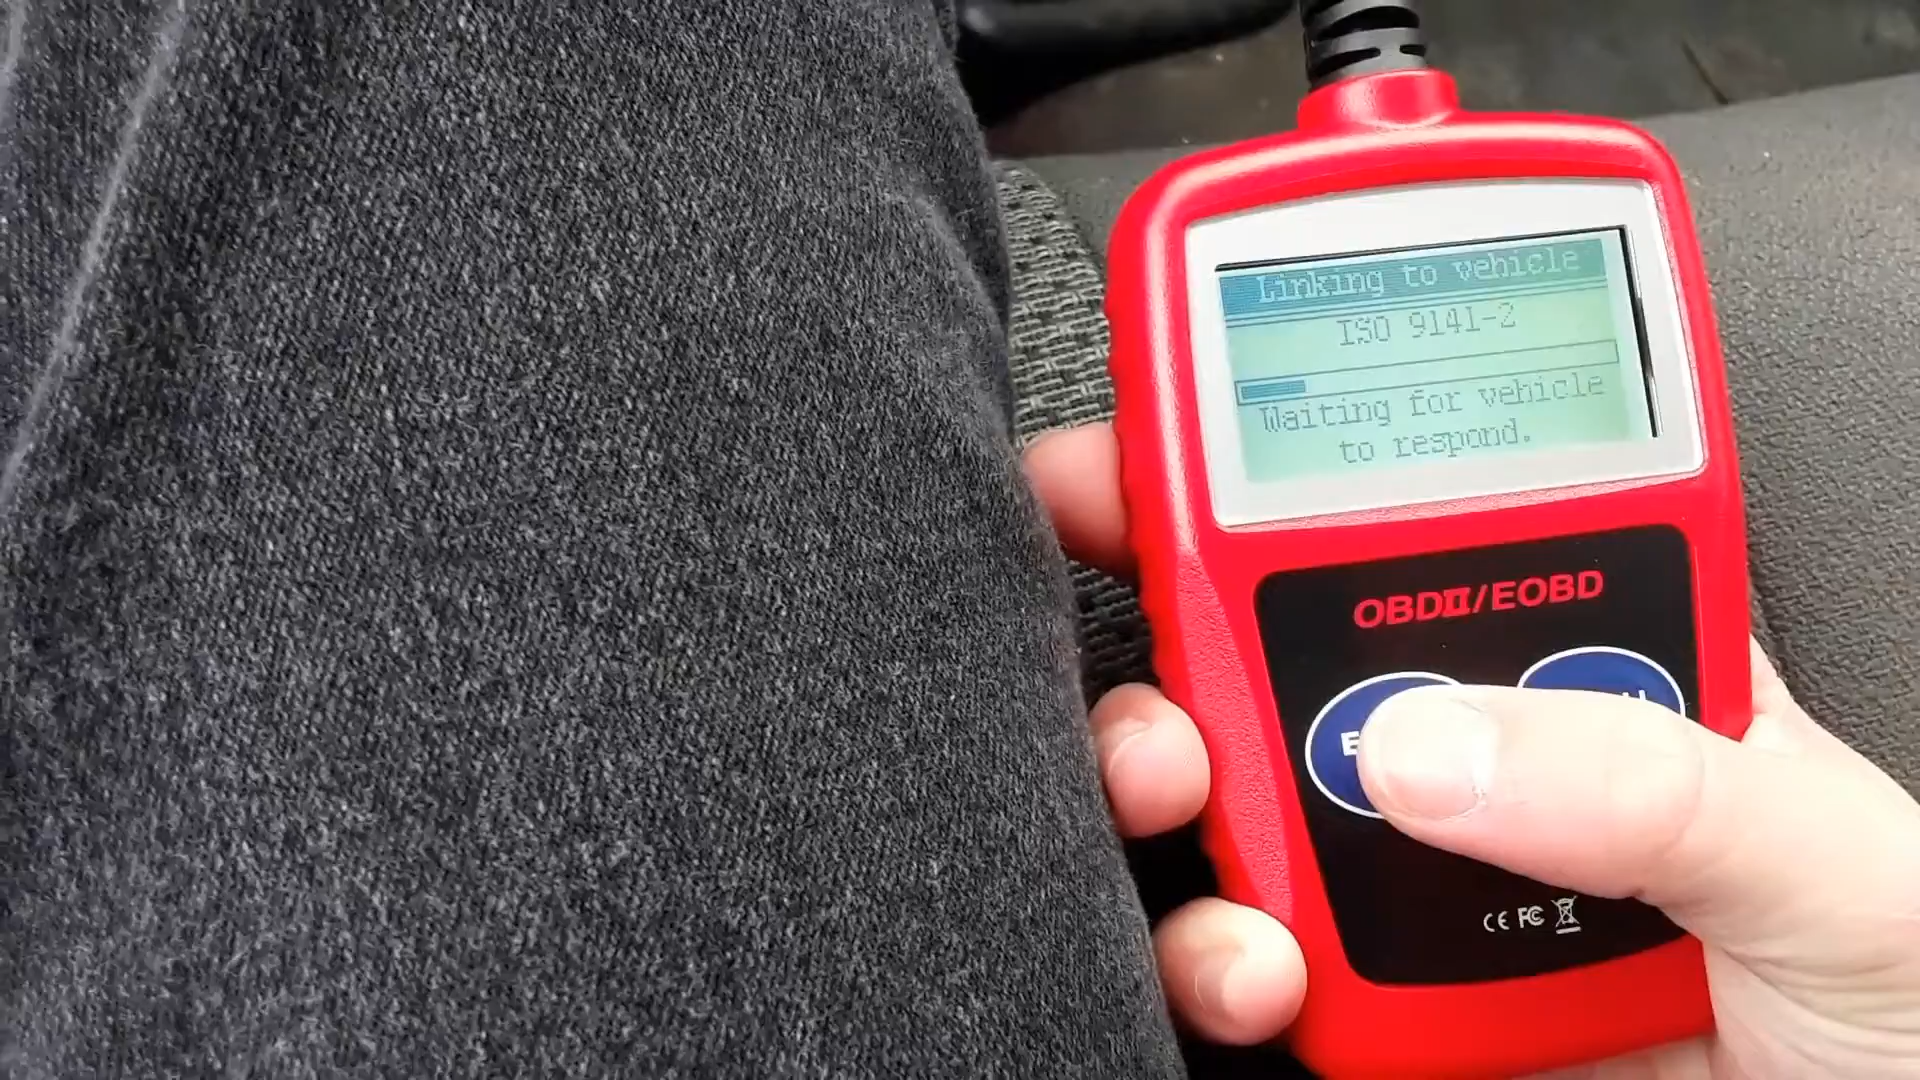 Linking to vehicle
ISO 9141-2
Waiting for vehicle
to respond.
OBDII/EOBD
CE FC